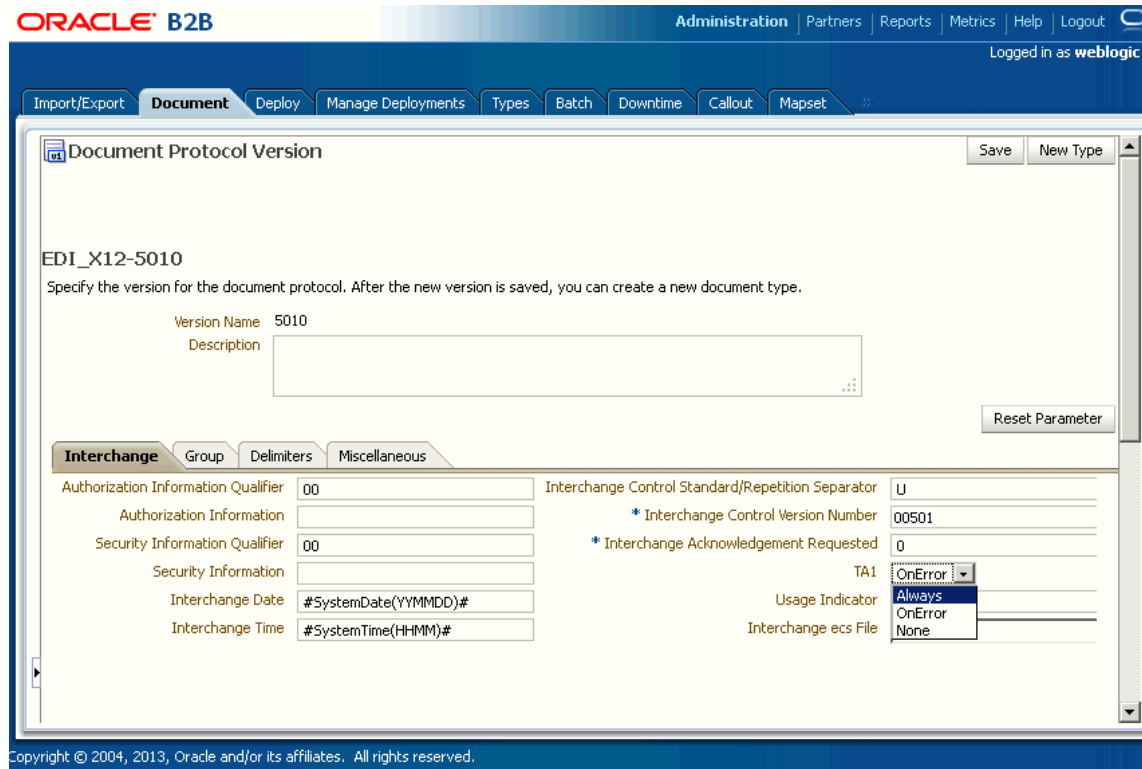 ORACLE B2B
Administration | Partners | Reports | Metrics | Help | Logout
Logged in as weblogic
Import/Export Document Deploy Manage Deployments Types Batch Downtime Callout Mapset »
v1 Document Protocol Version Save New Type
EDI_X12-5010
Specify the version for the document protocol. After the new version is saved, you can create a new document type.
Version Name 5010
Description
Reset Parameter
Interchange Group Delimiters Miscellaneous
Authorization Information Qualifier 00
Authorization Information
Security Information Qualifier 00
Security Information
Interchange Date #SystemDate(YYMMDD)#
Interchange Time #SystemTime(HHMM)#
Interchange Control Standard/Repetition Separator U
* Interchange Control Version Number 00501
* Interchange Acknowledgement Requested 0
TA1 OnError
Always
Usage Indicator
OnError
Interchange ecs File
None
Copyright © 2004, 2013, Oracle and/or its affiliates. All rights reserved.